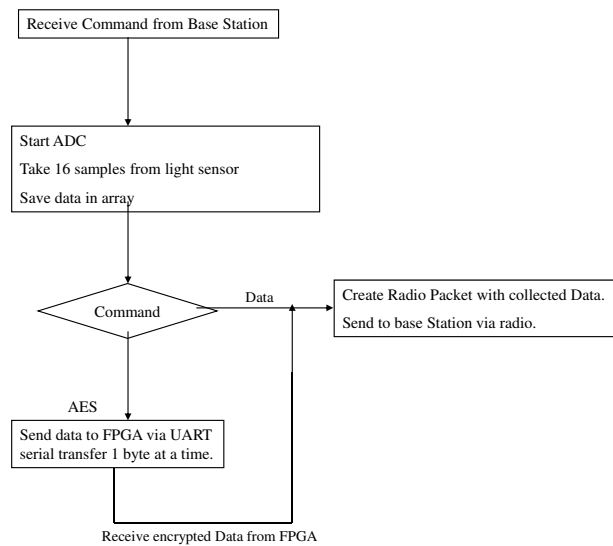 Receive Command from Base Station
Start ADC
Take 16 samples from light sensor
Save data in array
Command
Data
Create Radio Packet with collected Data.
Send to base Station via radio.
AES
Send data to FPGA via UART
serial transfer 1 byte at a time.
Receive encrypted Data from FPGA